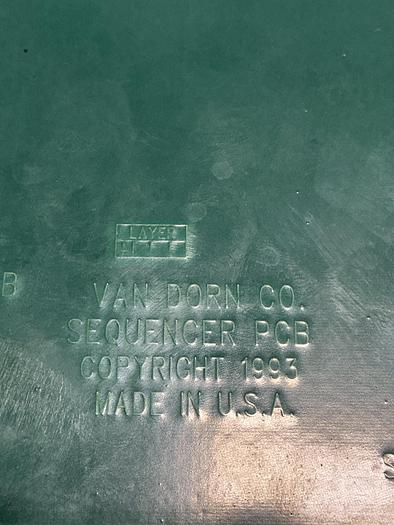 LAYER
B
VAN DORN CO.
SEQUENCER PCB
COPYRIGHT 1993
MADE IN U.S.A.
S